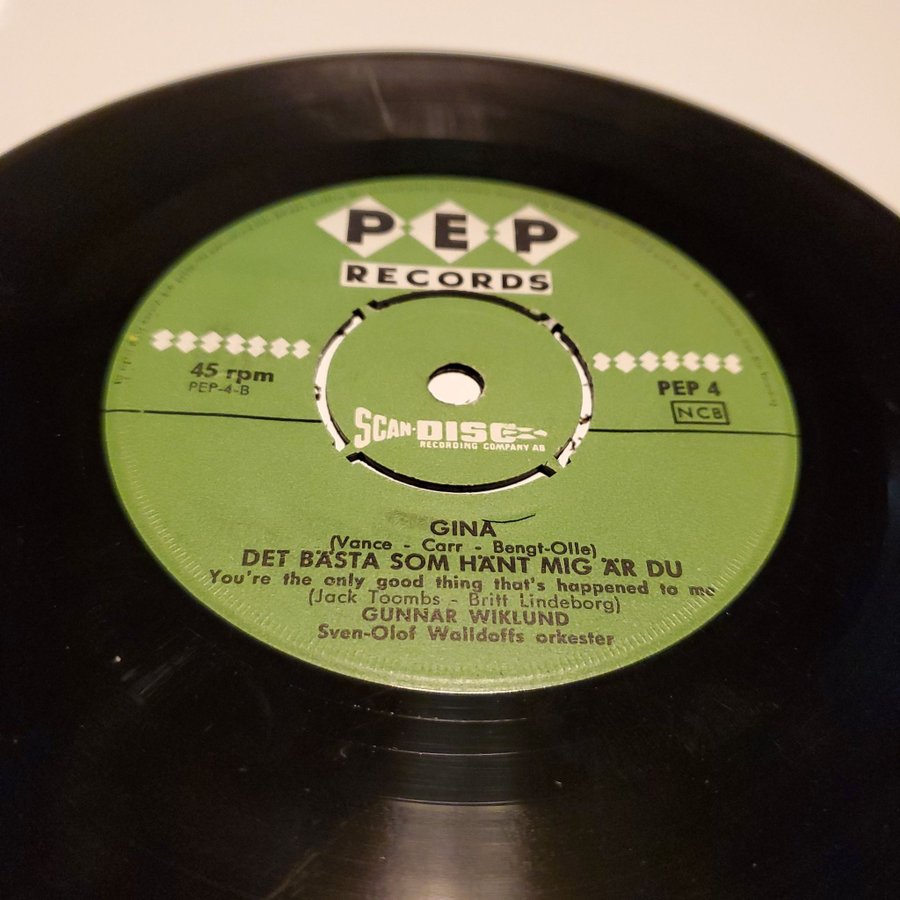 PEP
RECORDS
45 rpm
PEP-4-B
PEP 4
NCB
SCAN-DISC
RECORDING COMPANY AB
GINA
(Vance - Carr - Bengt-Olle)
DET BÄSTA SOM HÄNT MIG ÄR DU
You're the only good thing that's happened to me
(Jack Toombs - Britt Lindeborg)
GUNNAR WIKLUND
Sven-Olof Walldoffs orkester